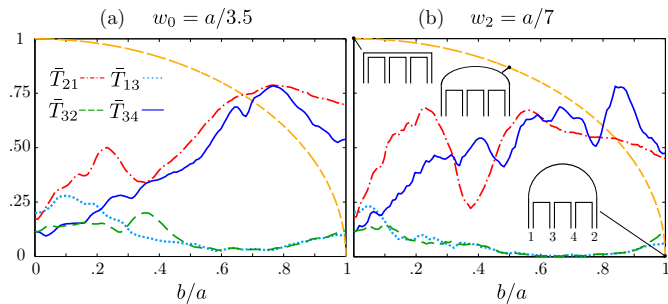 (a) w₀ = a/3.5
(b) w₂ = a/7
1
.75
.5
.25
0
T̄₂₁ T̄₁₃
T̄₃₂ T̄₃₄
1 3 4 2
0 .2 .4 .6 .8 1
0 .2 .4 .6 .8 1
b/a
b/a